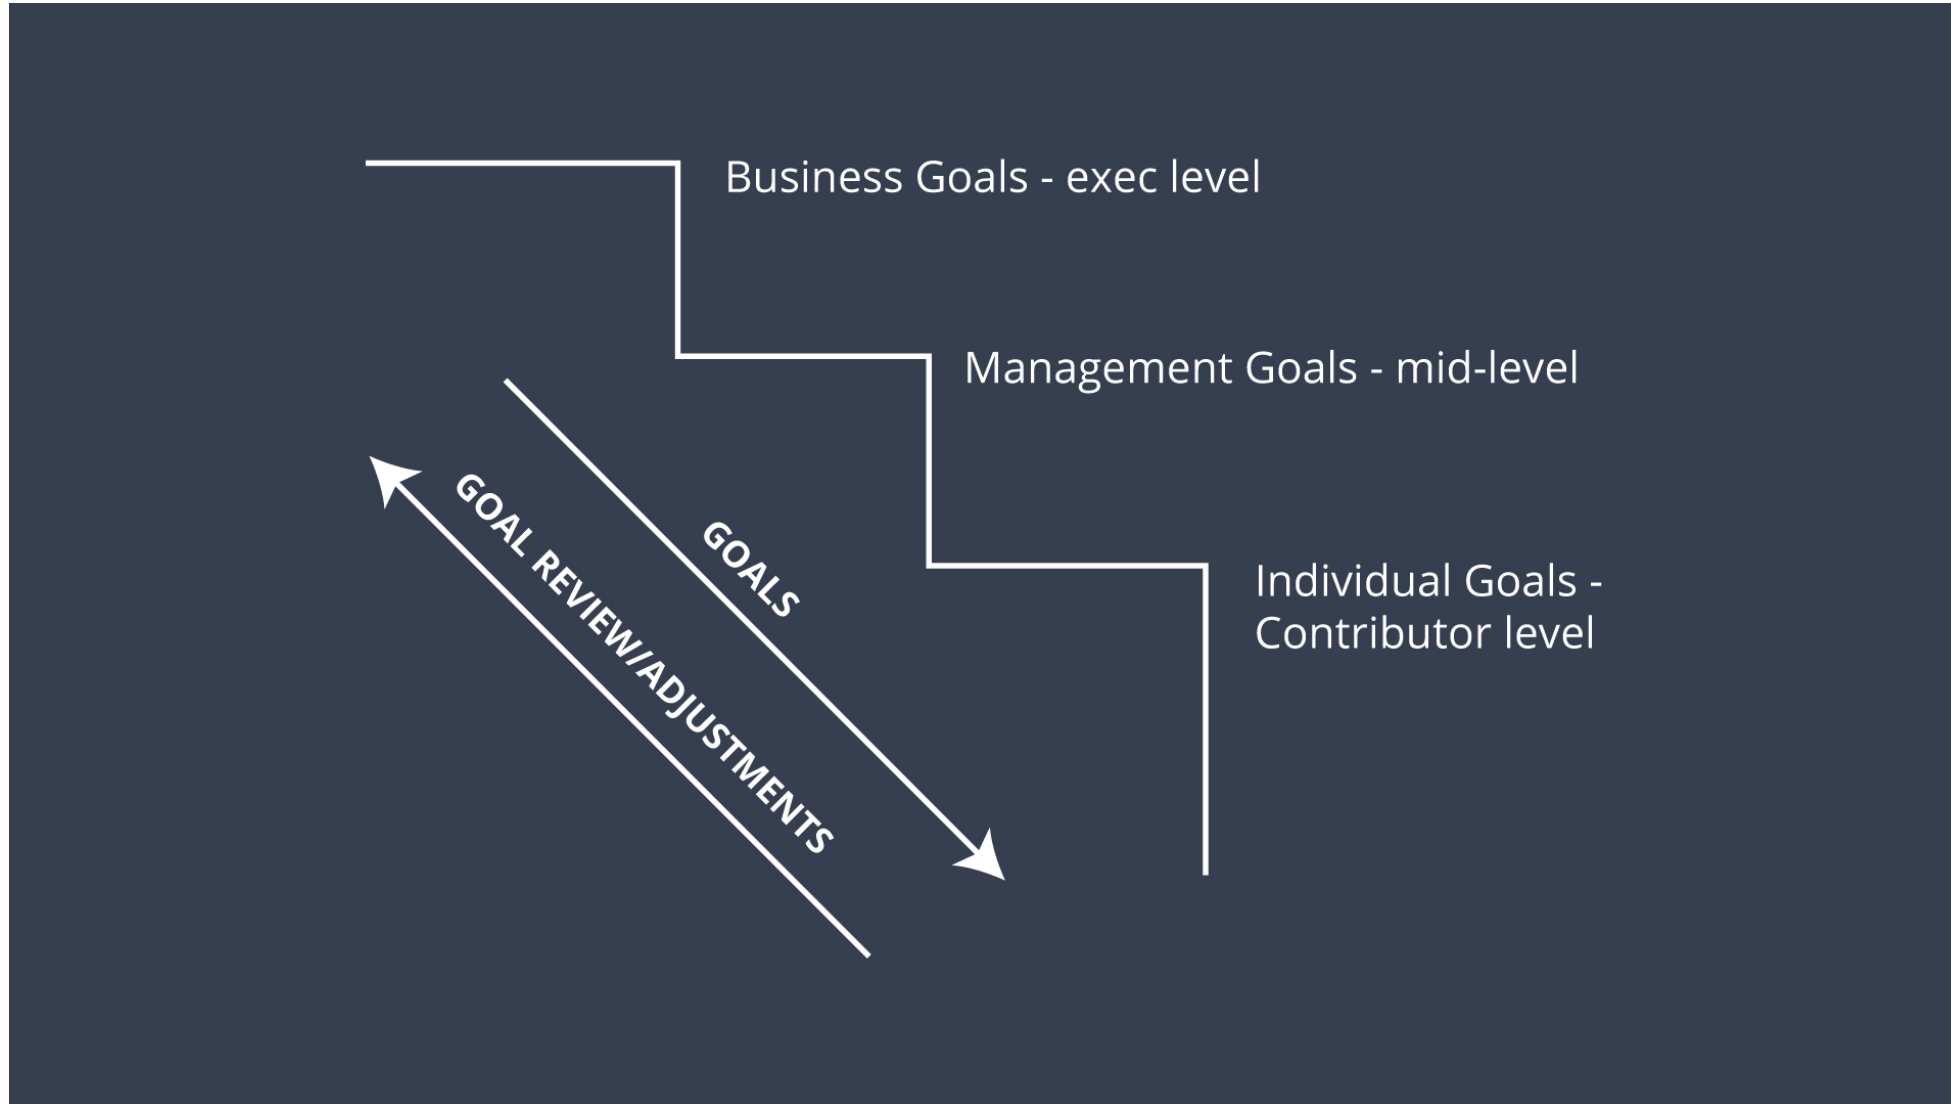 Business Goals - exec level
Management Goals - mid-level
Individual Goals -
Contributor level
GOALS
GOAL REVIEW/ADJUSTMENTS